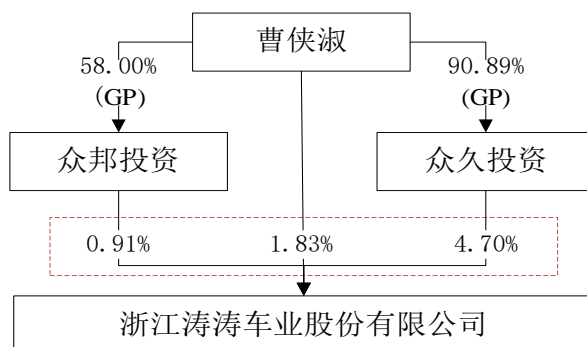 曹侠淑
58.00% 90.89%
(GP) (GP)
众邦投资 众久投资
0.91% 1.83% 4.70%
浙江涛涛车业股份有限公司